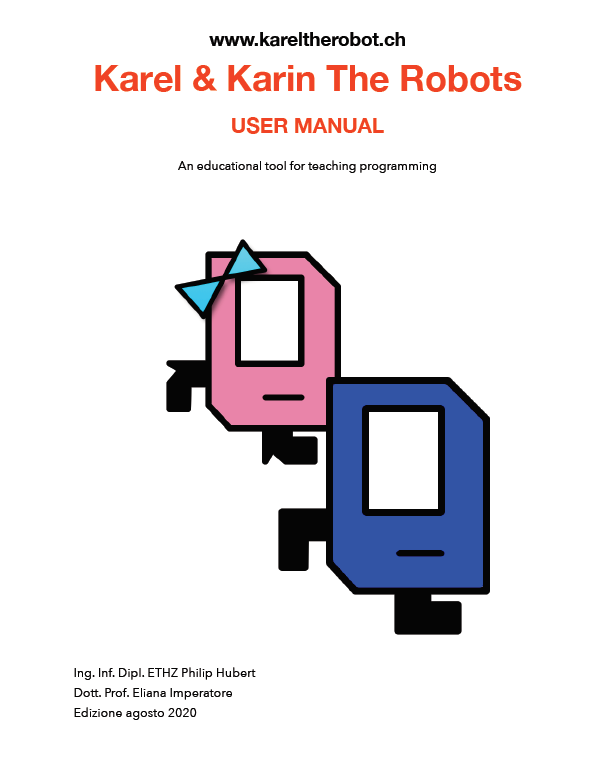 www.kareltherobot.ch
Karel & Karin The Robots
USER MANUAL
An educational tool for teaching programming
Ing. Inf. Dipl. ETHZ Philip Hubert
Dott. Prof. Eliana Imperatore
Edizione agosto 2020